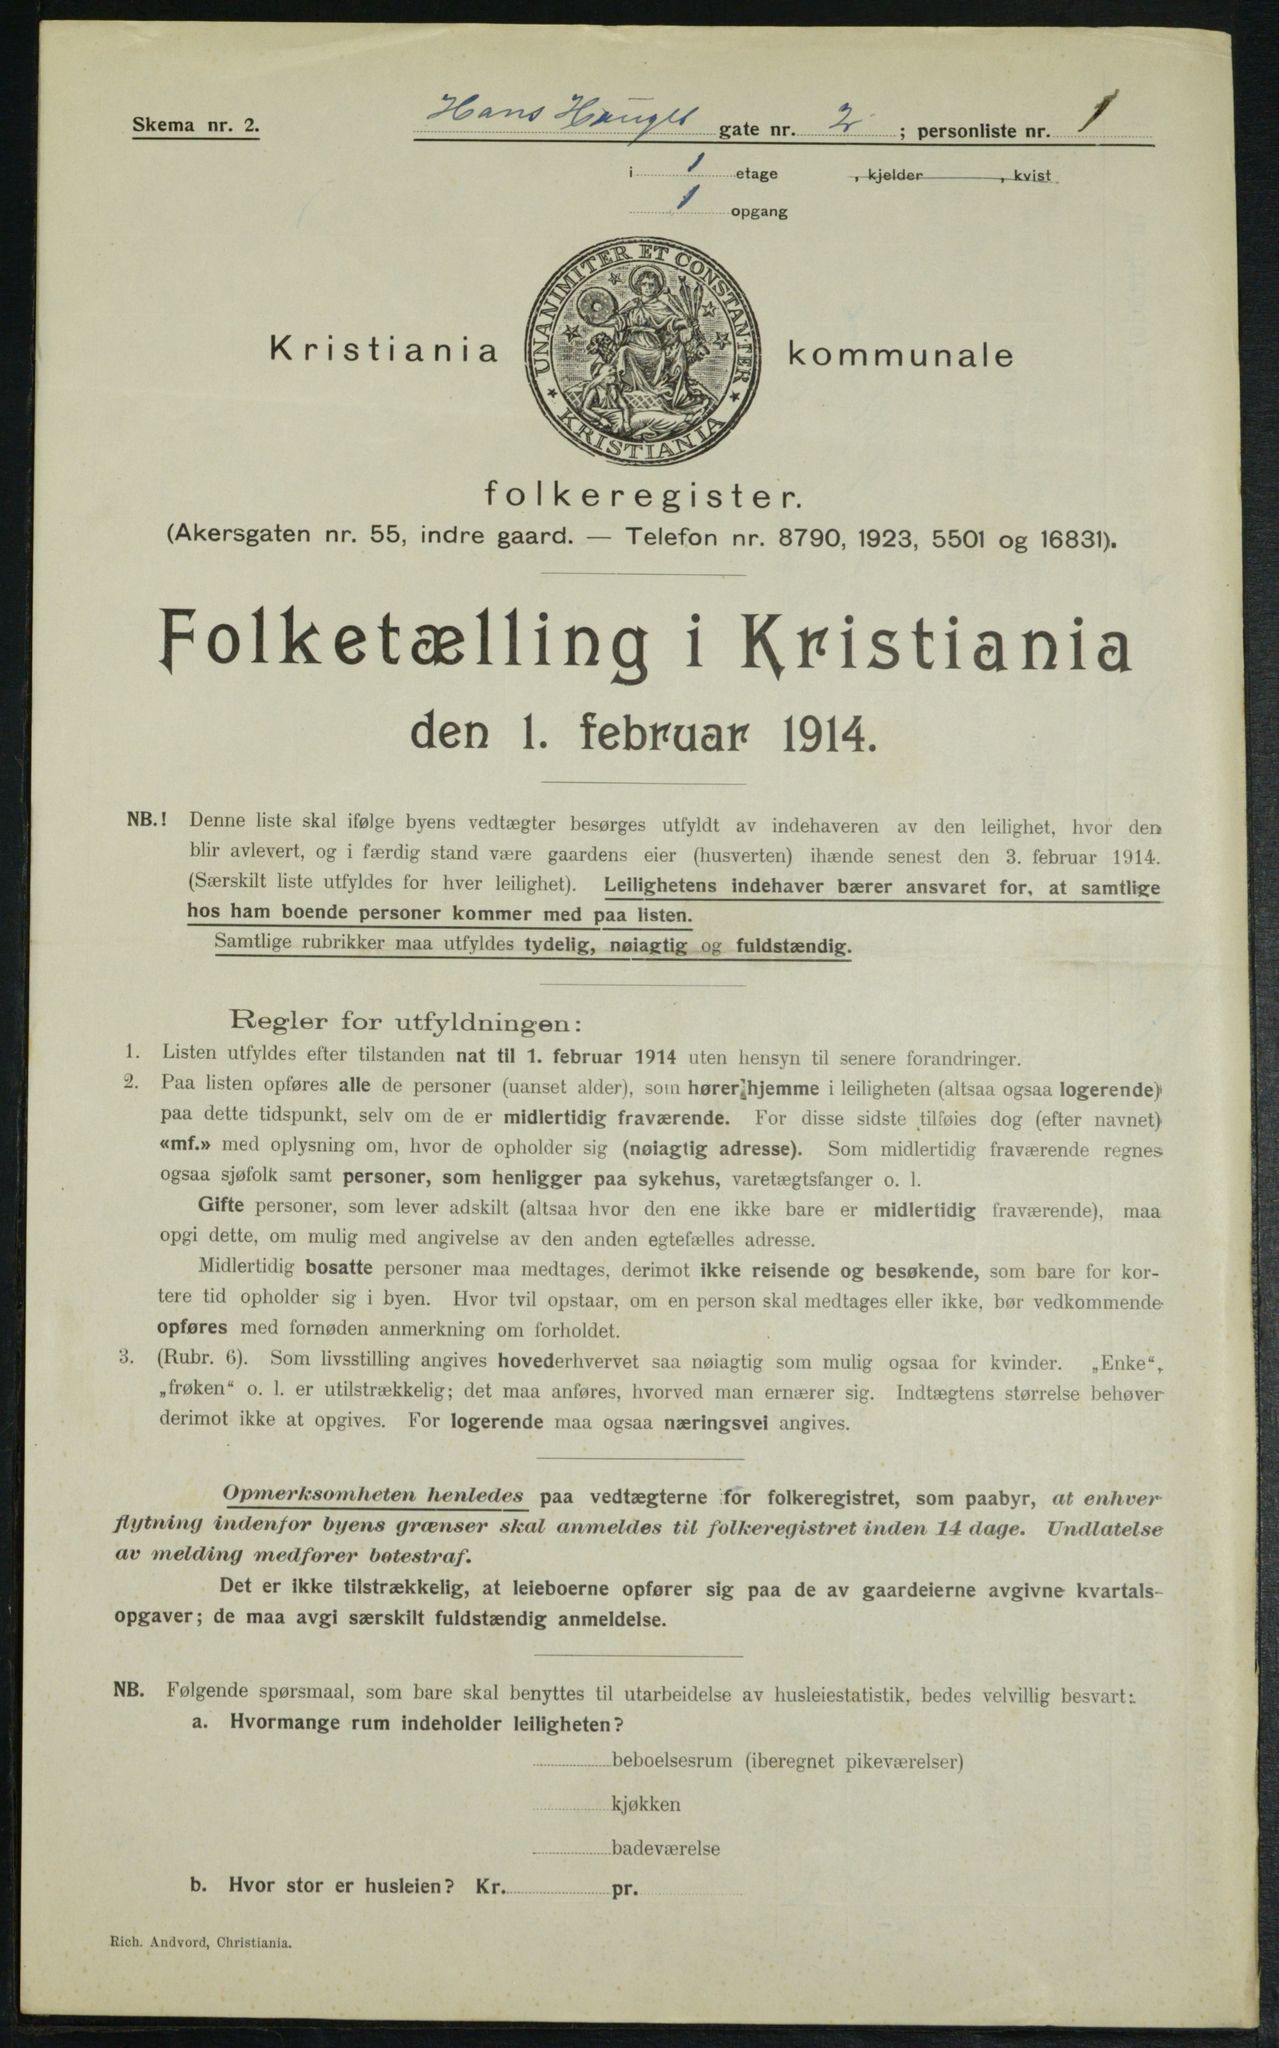 Skema nr. 2.
Hans Hauges gate nr. 2 ; personliste nr. 1
i 1 etage , kjelder , kvist
1 opgang
UNANIMITER ET CONSTANTER
KRISTIANIA
Kristiania kommunale
folkeregister.
(Akersgaten nr. 55, indre gaard. — Telefon nr. 8790, 1923, 5501 og 16831).
Folketælling i Kristiania
den 1. februar 1914.
NB.! Denne liste skal ifølge byens vedtægter besørges utfyldt av indehaveren av den leilighet, hvor den
blir avlevert, og i færdig stand være gaardens eier (husverten) ihænde senest den 3. februar 1914.
(Særskilt liste utfyldes for hver leilighet). Leilighetens indehaver bærer ansvaret for, at samtlige
hos ham boende personer kommer med paa listen.
Samtlige rubrikker maa utfyldes tydelig, nøiagtig og fuldstændig.
Regler for utfyldningen:
1. Listen utfyldes efter tilstanden nat til 1. februar 1914 uten hensyn til senere forandringer.
2. Paa listen opføres alle de personer (uanset alder), som hører hjemme i leiligheten (altsaa ogsaa logerende)
paa dette tidspunkt, selv om de er midlertidig fraværende. For disse sidste tilføies dog (efter navnet)
«mf.» med oplysning om, hvor de opholder sig (nøiagtig adresse). Som midlertidig fraværende regnes
ogsaa sjøfolk samt personer, som henligger paa sykehus, varetægtsfanger o. l.
Gifte personer, som lever adskilt (altsaa hvor den ene ikke bare er midlertidig fraværende), maa
opgi dette, om mulig med angivelse av den anden egtefælles adresse.
Midlertidig bosatte personer maa medtages, derimot ikke reisende og besøkende, som bare for kor-
tere tid opholder sig i byen. Hvor tvil opstaar, om en person skal medtages eller ikke, bør vedkommende
opføres med fornøden anmerkning om forholdet.
3. (Rubr. 6). Som livsstilling angives hovederhvervet saa nøiagtig som mulig ogsaa for kvinder. „Enke“,
„frøken“ o. l. er utilstrækkelig; det maa anføres, hvorved man ernærer sig. Indtægtens størrelse behøver
derimot ikke at opgives. For logerende maa ogsaa næringsvei angives.
Opmerksomheten henledes paa vedtægterne for folkeregistret, som paabyr, at enhver
flytning indenfor byens grænser skal anmeldes til folkeregistret inden 14 dage. Undlatelse
av melding medfører bøtestraf.
Det er ikke tilstrækkelig, at leieboerne opfører sig paa de av gaardeierne avgivne kvartals-
opgaver; de maa avgi særskilt fuldstændig anmeldelse.
NB. Følgende spørsmaal, som bare skal benyttes til utarbeidelse av husleiestatistik, bedes velvillig besvart:
a. Hvormange rum indeholder leiligheten?
beboelsesrum (iberegnet pikeværelser)
kjøkken
badeværelse
b. Hvor stor er husleien? Kr. pr.
Rich. Andvord, Christiania.